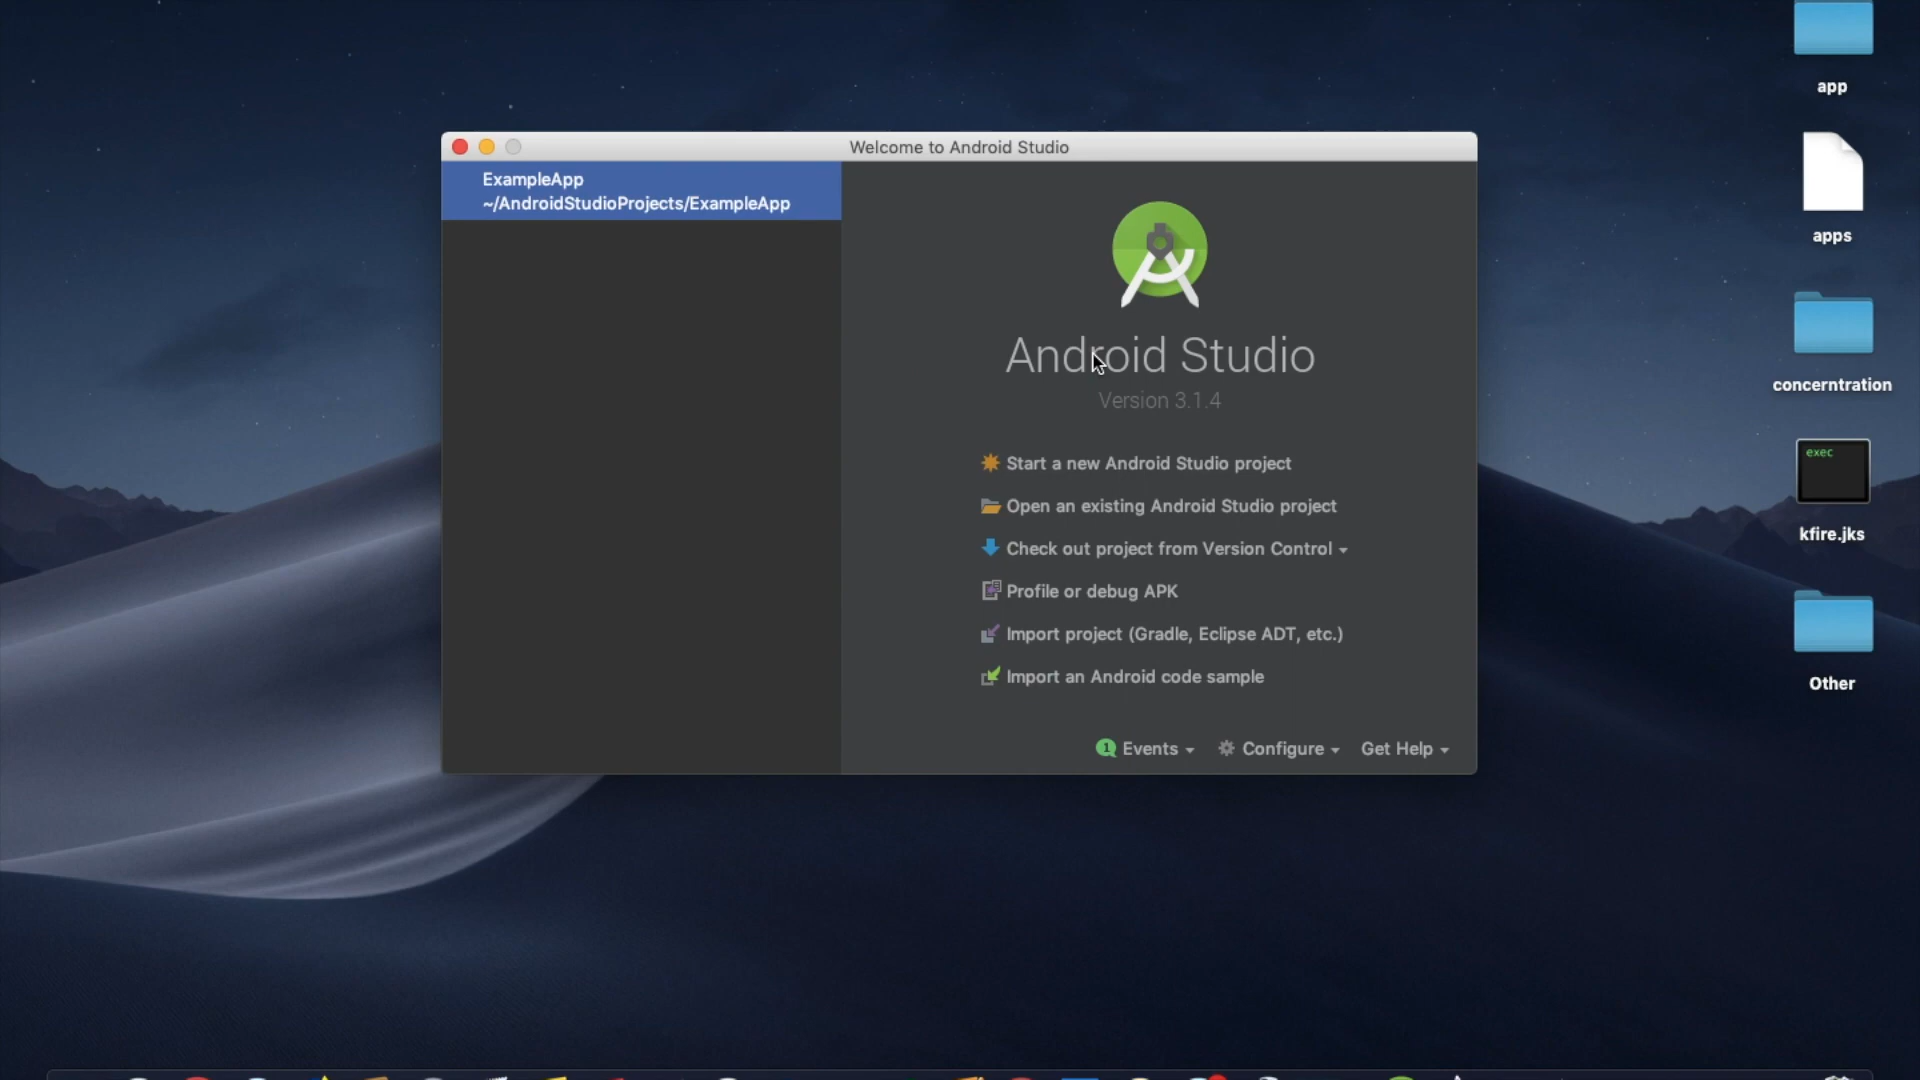 Welcome to Android Studio
ExampleApp
~/AndroidStudioProjects/ExampleApp
Android Studio
Version 3.1.4
Start a new Android Studio project
Open an existing Android Studio project
Check out project from Version Control
Profile or debug APK
Import project (Gradle, Eclipse ADT, etc.)
Import an Android code sample
1 Events
Configure
Get Help
app
apps
concerntration
exec
kfire.jks
Other